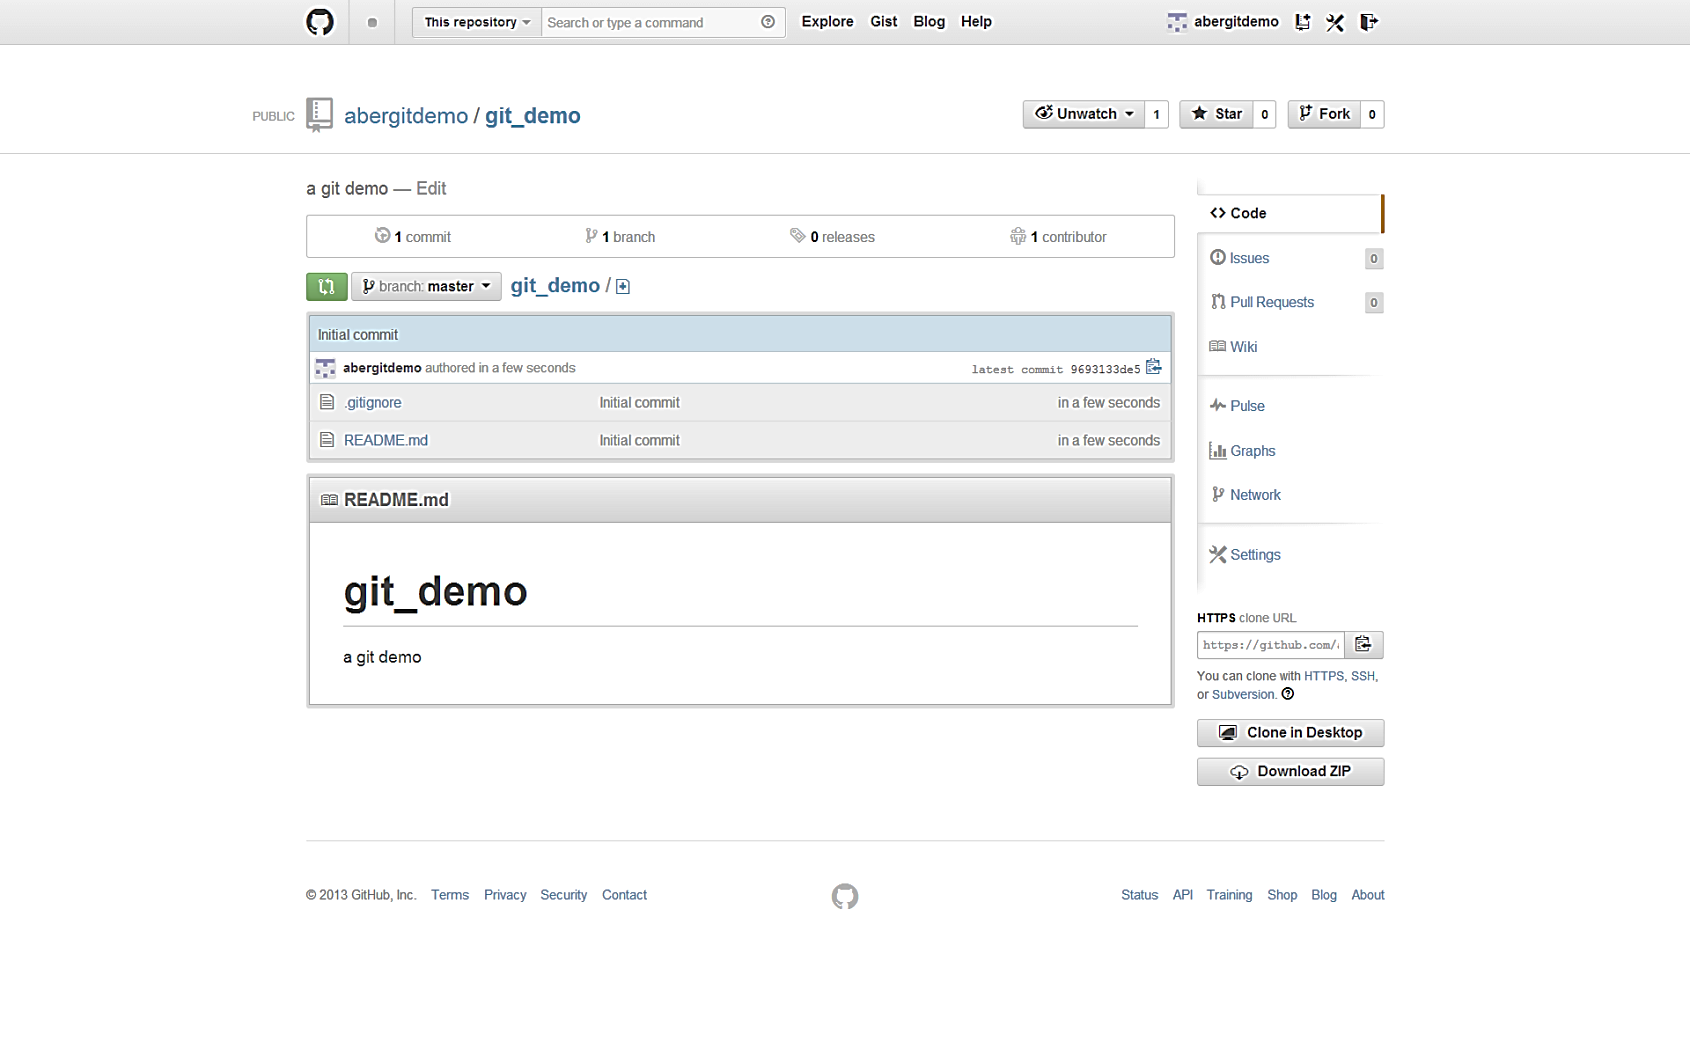 This repository Search or type a command Explore Gist Blog Help abergitdemo
PUBLIC abergitdemo / git_demo Unwatch 1 Star 0 Fork 0
a git demo — Edit
1 commit 1 branch 0 releases 1 contributor
branch: master git_demo /
Initial commit
abergitdemo authored in a few seconds latest commit 9693133de5
.gitignore Initial commit in a few seconds
README.md Initial commit in a few seconds
README.md
git_demo
a git demo
Code
Issues 0
Pull Requests 0
Wiki
Pulse
Graphs
Network
Settings
HTTPS clone URL
https://github.com/
You can clone with HTTPS, SSH,
or Subversion.
Clone in Desktop
Download ZIP
© 2013 GitHub, Inc. Terms Privacy Security Contact Status API Training Shop Blog About